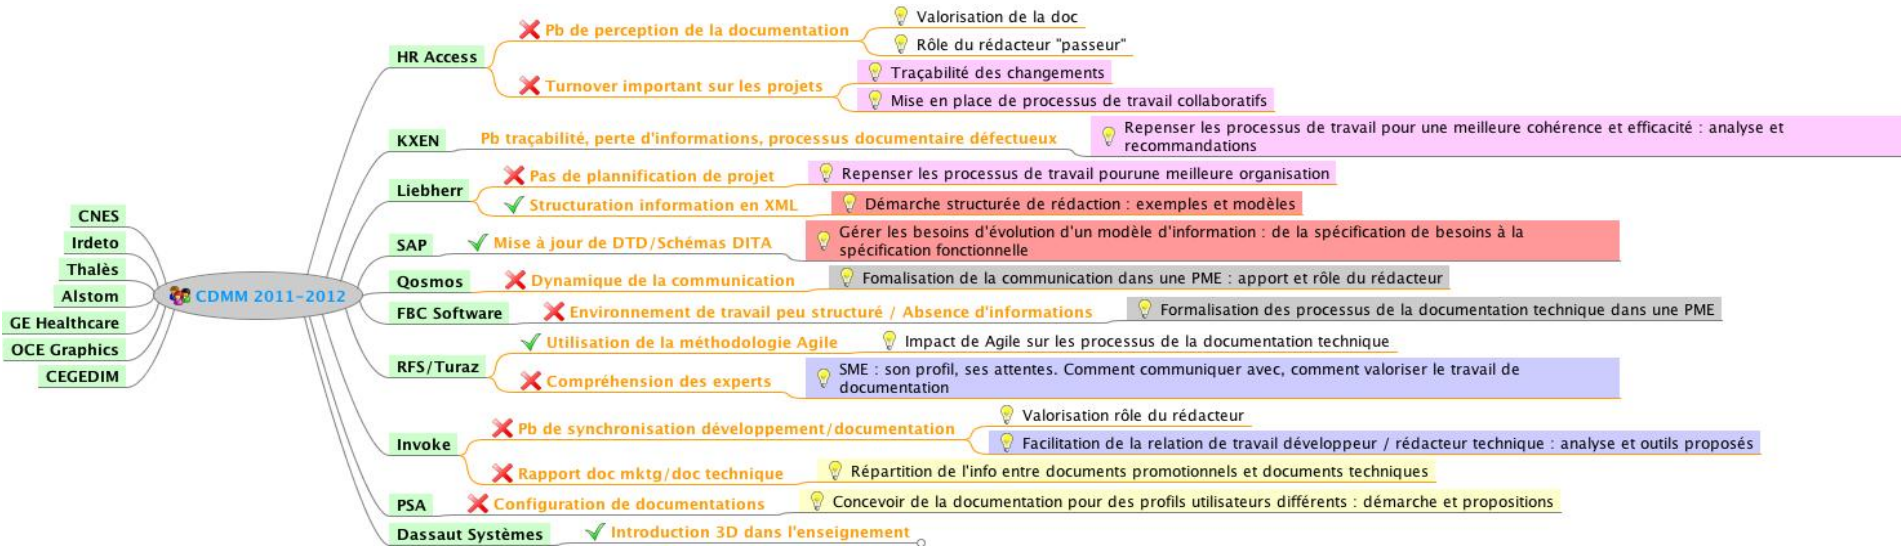 CNES
Irdeto
Thalès
Alstom
GE Healthcare
OCE Graphics
CEGEDIM
CDMM 2011-2012
HR Access
Pb de perception de la documentation
Valorisation de la doc
Rôle du rédacteur "passeur"
Turnover important sur les projets
Traçabilité des changements
Mise en place de processus de travail collaboratifs
KXEN
Pb traçabilité, perte d'informations, processus documentaire défectueux
Repenser les processus de travail pour une meilleure cohérence et efficacité : analyse et
recommandations
Liebherr
Pas de plannification de projet
Repenser les processus de travail pourune meilleure organisation
Structuration information en XML
Démarche structurée de rédaction : exemples et modèles
SAP
Mise à jour de DTD/Schémas DITA
Gérer les besoins d'évolution d'un modèle d'information : de la spécification de besoins à la
spécification fonctionnelle
Qosmos
Dynamique de la communication
Fomalisation de la communication dans une PME : apport et rôle du rédacteur
FBC Software
Environnement de travail peu structuré / Absence d'informations
Formalisation des processus de la documentation technique dans une PME
RFS/Turaz
Utilisation de la méthodologie Agile
Impact de Agile sur les processus de la documentation technique
Compréhension des experts
SME : son profil, ses attentes. Comment communiquer avec, comment valoriser le travail de
documentation
Invoke
Pb de synchronisation développement/documentation
Valorisation rôle du rédacteur
Facilitation de la relation de travail développeur / rédacteur technique : analyse et outils proposés
Rapport doc mktg/doc technique
Répartition de l'info entre documents promotionnels et documents techniques
PSA
Configuration de documentations
Concevoir de la documentation pour des profils utilisateurs différents : démarche et propositions
Dassaut Systèmes
Introduction 3D dans l'enseignement